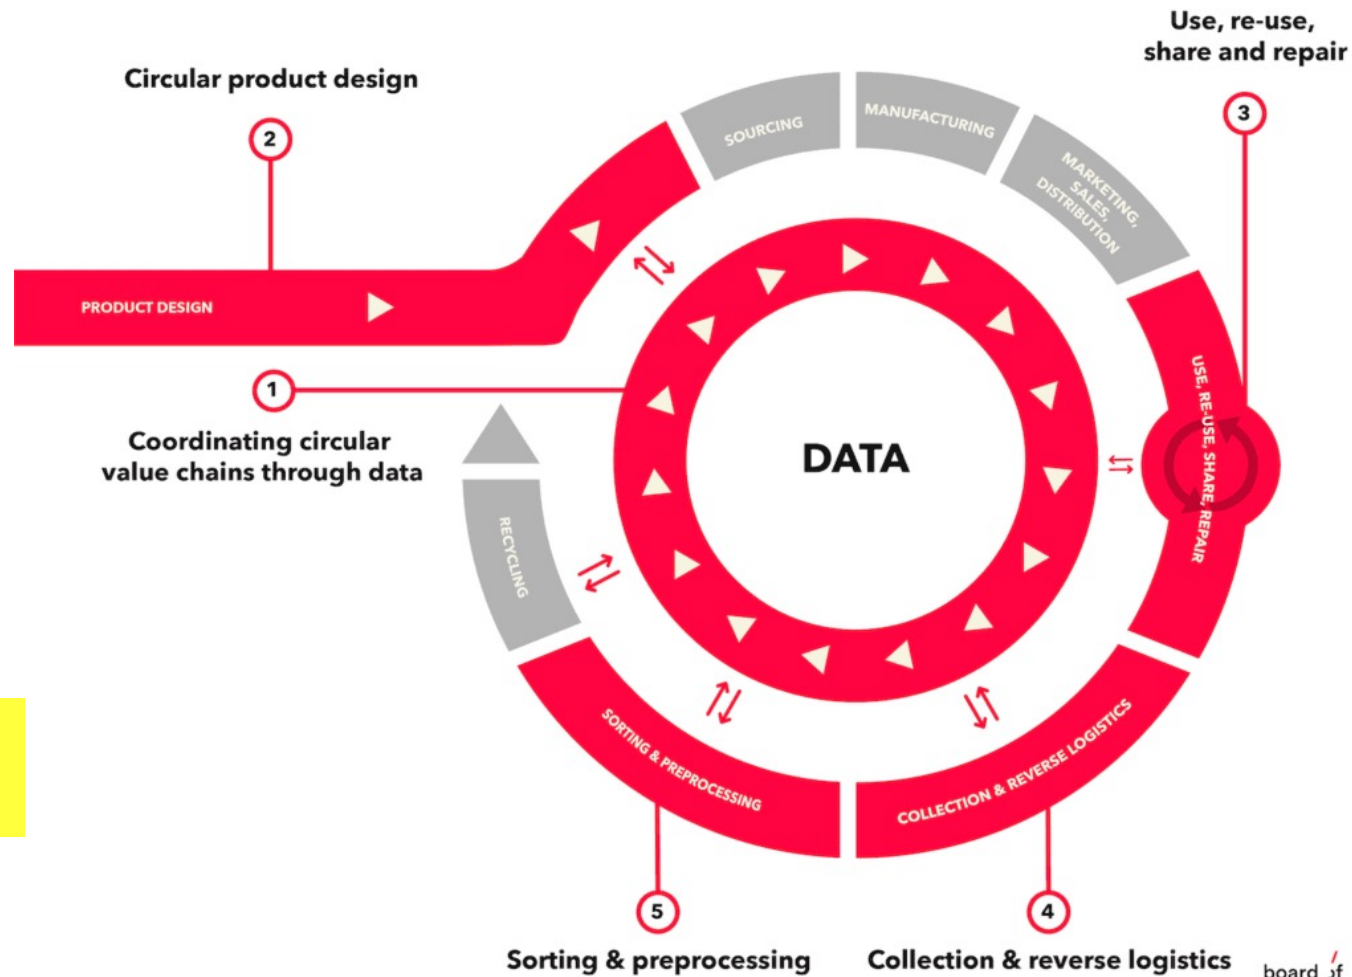 Use, re-use,
share and repair
3
Circular product design
2
SOURCING
MANUFACTURING
MARKETING,
SALES,
DISTRIBUTION
PRODUCT DESIGN
1
Coordinating circular
value chains through data
DATA
USE, RE-USE, SHARE, REPAIR
RECYCLING
SORTING & PREPROCESSING
COLLECTION & REVERSE LOGISTICS
5
Sorting & preprocessing
4
Collection & reverse logistics
board of